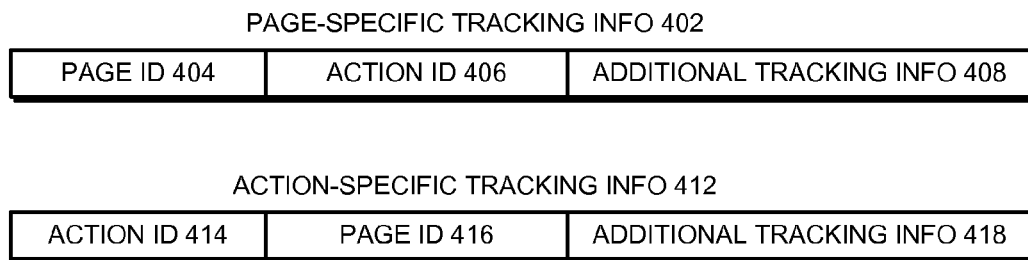 PAGE-SPECIFIC TRACKING INFO 402
PAGE ID 404 ACTION ID 406 ADDITIONAL TRACKING INFO 408
ACTION-SPECIFIC TRACKING INFO 412
ACTION ID 414 PAGE ID 416 ADDITIONAL TRACKING INFO 418